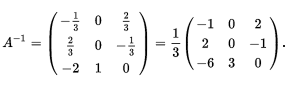 $A^{-1} = \begin{pmatrix} -\frac{1}{3} & 0 & \frac{2}{3} \\ \frac{2}{3} & 0 & -\frac{1}{3} \\ -2 & 1 & 0 \end{pmatrix} = \frac{1}{3} \begin{pmatrix} -1 & 0 & 2 \\ 2 & 0 & -1 \\ -6 & 3 & 0 \end{pmatrix}.$